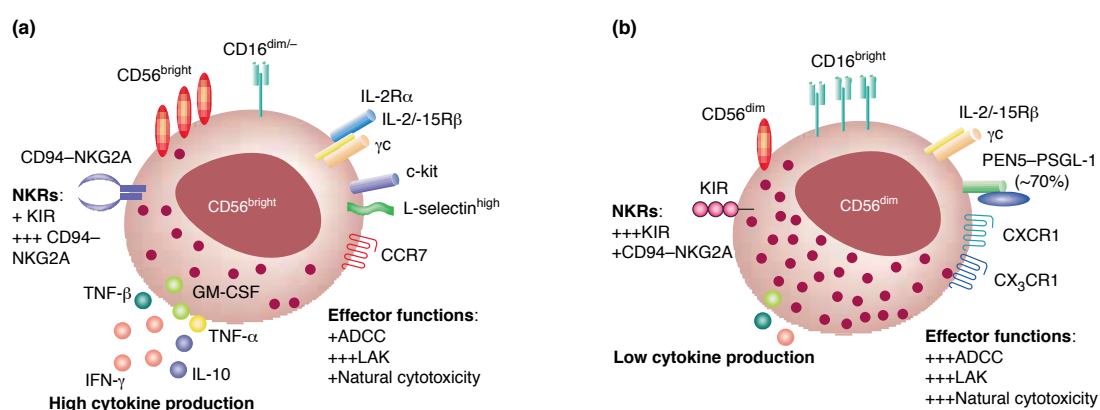 (a)
CD16dim/–
CD56bright
IL-2Rα
IL-2/-15Rβ
γc
CD94–NKG2A
c-kit
NKRs:
+ KIR
+++ CD94–
NKG2A
CD56bright
L-selectinhigh
CCR7
TNF-β
GM-CSF
TNF-α
IFN-γ
IL-10
High cytokine production
Effector functions:
+ADCC
+++LAK
+Natural cytotoxicity
(b)
CD16bright
CD56dim
IL-2/-15Rβ
γc
PEN5–PSGL-1
(~70%)
KIR
CD56dim
NKRs:
+++KIR
+CD94–NKG2A
CXCR1
CX3CR1
Low cytokine production
Effector functions:
+++ADCC
+++LAK
+++Natural cytotoxicity